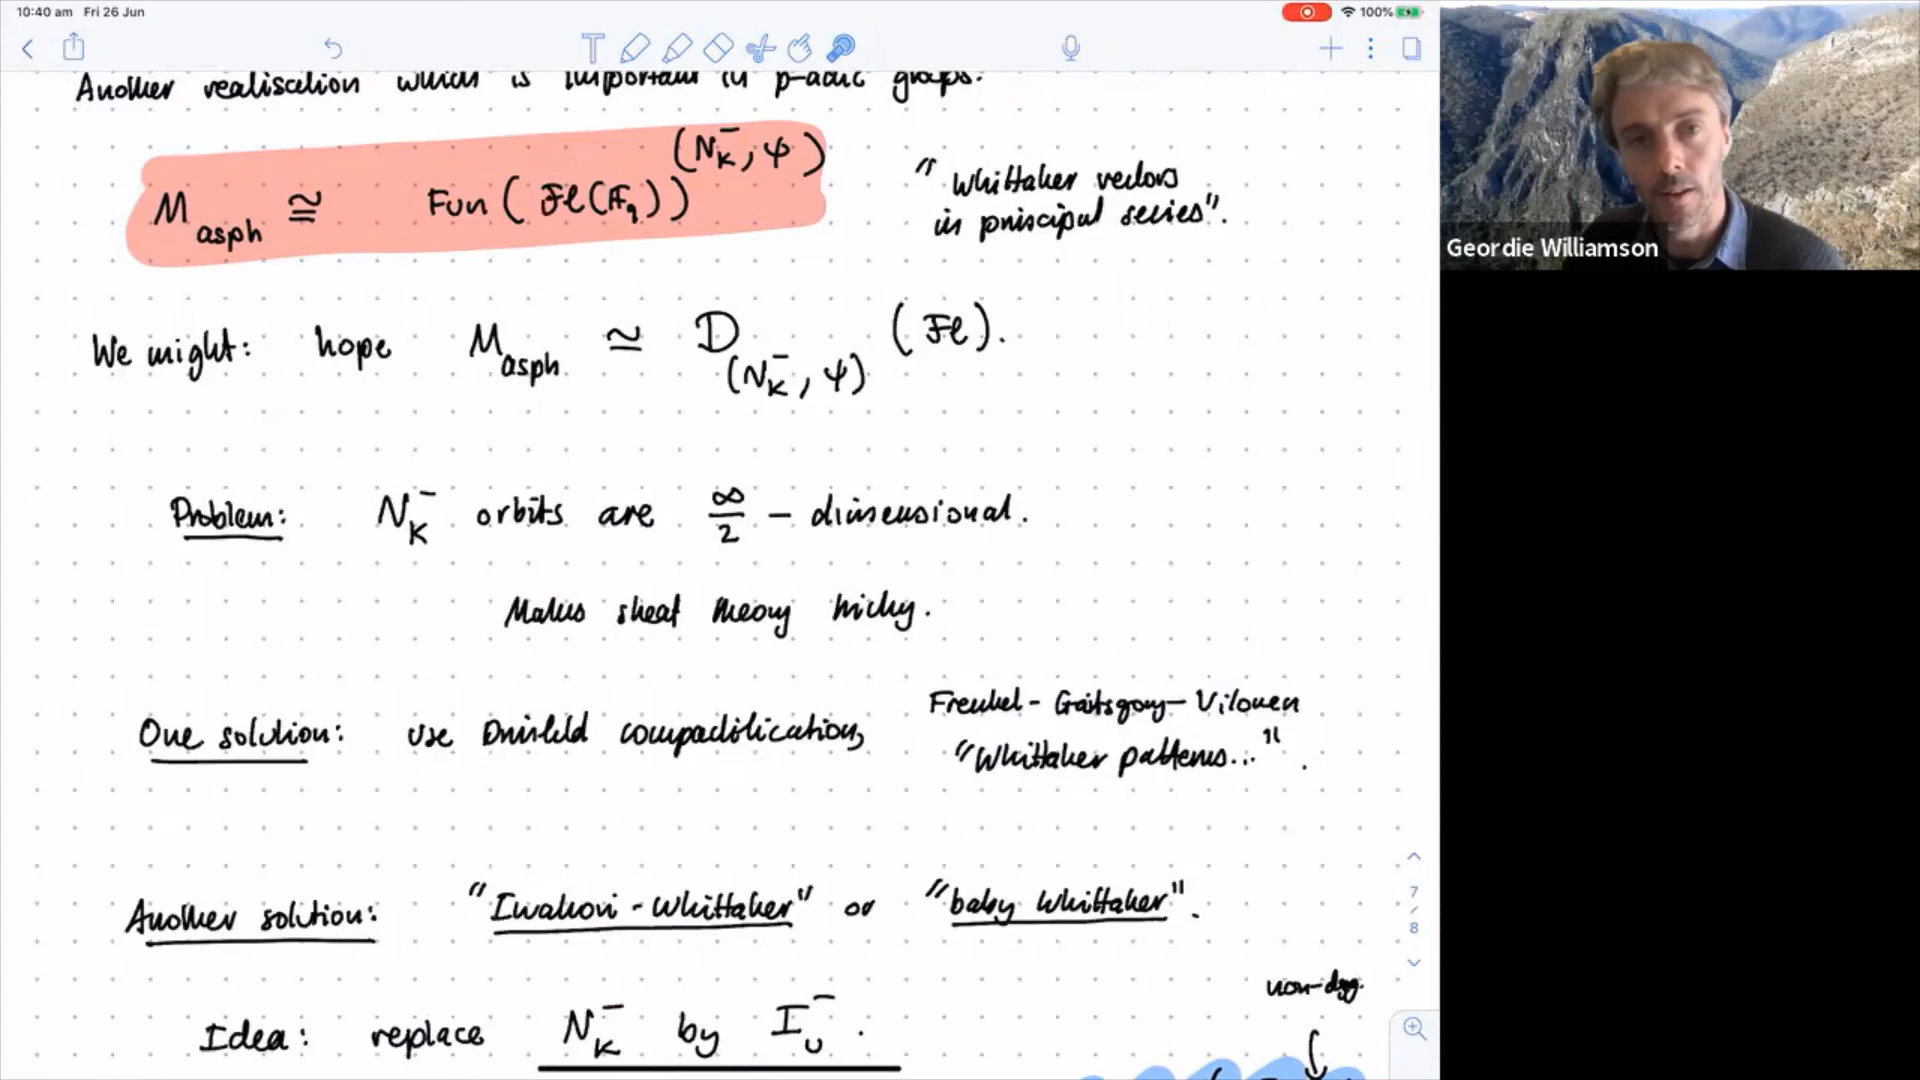 10:40 am Fri 26 Jun
100%
Another realisation which is important in p-adic groups.
M_asph ≅ Fun(Fl(F_q))^(N_K^-, ψ)
"Whittaker vectors
in principal series".
We might: hope M_asph ≃ D_(N_K^-, ψ) (Fl).
Problem: N_K^- orbits are ∞/2 - dimensional.
Makes sheaf theory tricky.
One solution: use Drinfeld compactification,
Frenkel - Gaitsgory - Vilonen
"Whittaker patterns..." .
Another solution: "Iwahori - Whittaker" or "baby Whittaker".
non-deg.
Idea: replace N_K^- by I_u^- .
7 / 8
Geordie Williamson